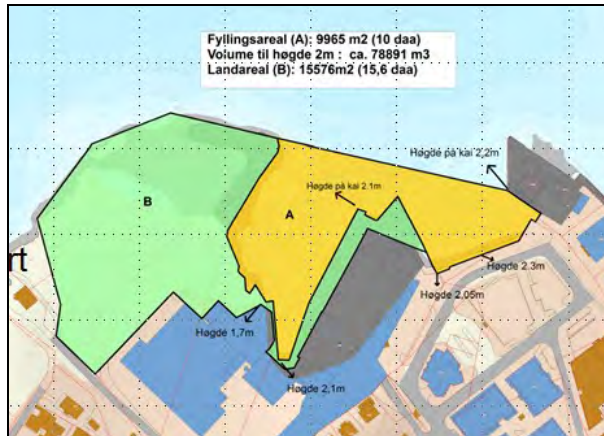 Fyllingsareal (A): 9965 m2 (10 daa)
Volume til høgde 2m : ca. 78891 m3
Landareal (B): 15576m2 (15,6 daa)
Høgde på kai 2,2m
Høgde på kai 2.1m
B
A
rt
Høgde 2.3m
Høgde 2,05m
Høgde 1,7m
Høgde 2,1m